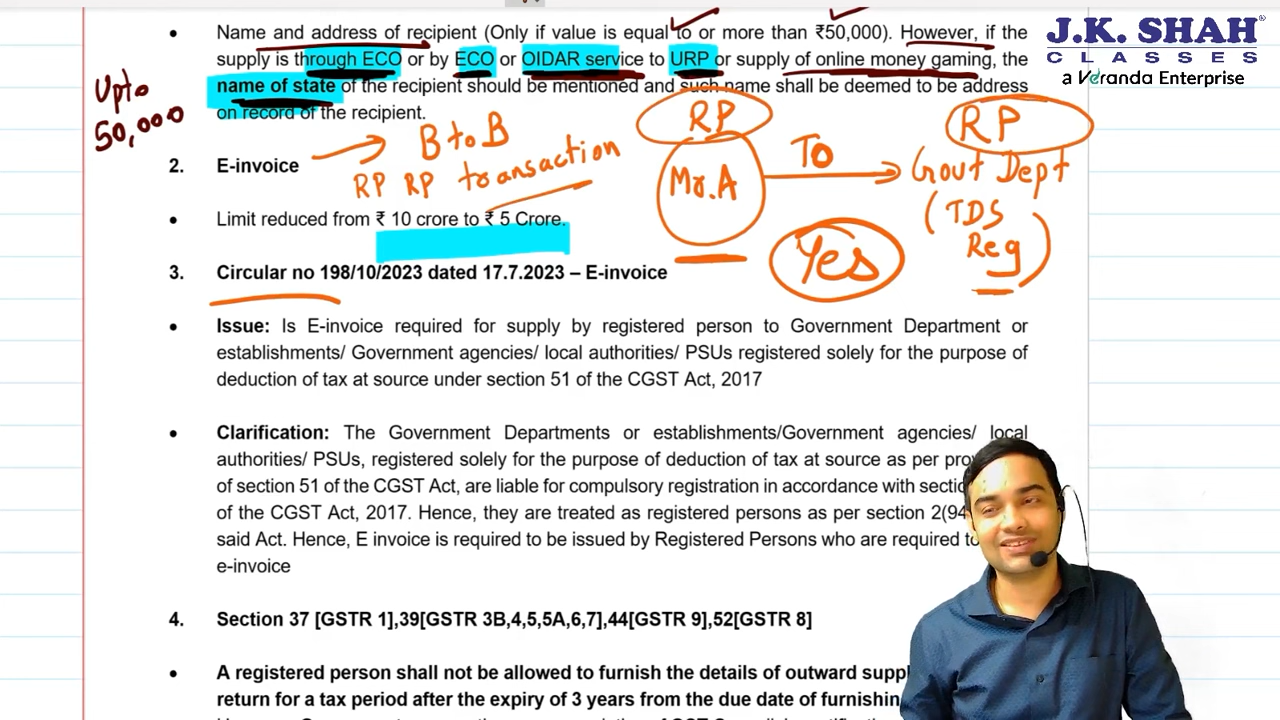 J.K. SHAH
CLASSES
a Veranda Enterprise
• Name and address of recipient (Only if value is equal to or more than ₹50,000). However, if the
supply is through ECO or by ECO or OIDAR service to URP or supply of online money gaming, the
name of state of the recipient should be mentioned and such name shall be deemed to be address
on record of the recipient.
Upto
50,000
2. E-invoice
B to B
RP RP transaction
RP
Mr.A
TO
RP
Govt Dept
(TDS
Reg)
Yes
• Limit reduced from ₹ 10 crore to ₹ 5 Crore.
3. Circular no 198/10/2023 dated 17.7.2023 – E-invoice
• Issue: Is E-invoice required for supply by registered person to Government Department or
establishments/ Government agencies/ local authorities/ PSUs registered solely for the purpose of
deduction of tax at source under section 51 of the CGST Act, 2017
• Clarification: The Government Departments or establishments/Government agencies/ local
authorities/ PSUs, registered solely for the purpose of deduction of tax at source as per
of section 51 of the CGST Act, are liable for compulsory registration in accordance with
of the CGST Act, 2017. Hence, they are treated as registered persons as per section 2(94
said Act. Hence, E invoice is required to be issued by Registered Persons who are required to
e-invoice
4. Section 37 [GSTR 1],39[GSTR 3B,4,5,5A,6,7],44[GSTR 9],52[GSTR 8]
• A registered person shall not be allowed to furnish the details of outward
return for a tax period after the expiry of 3 years from the due date of